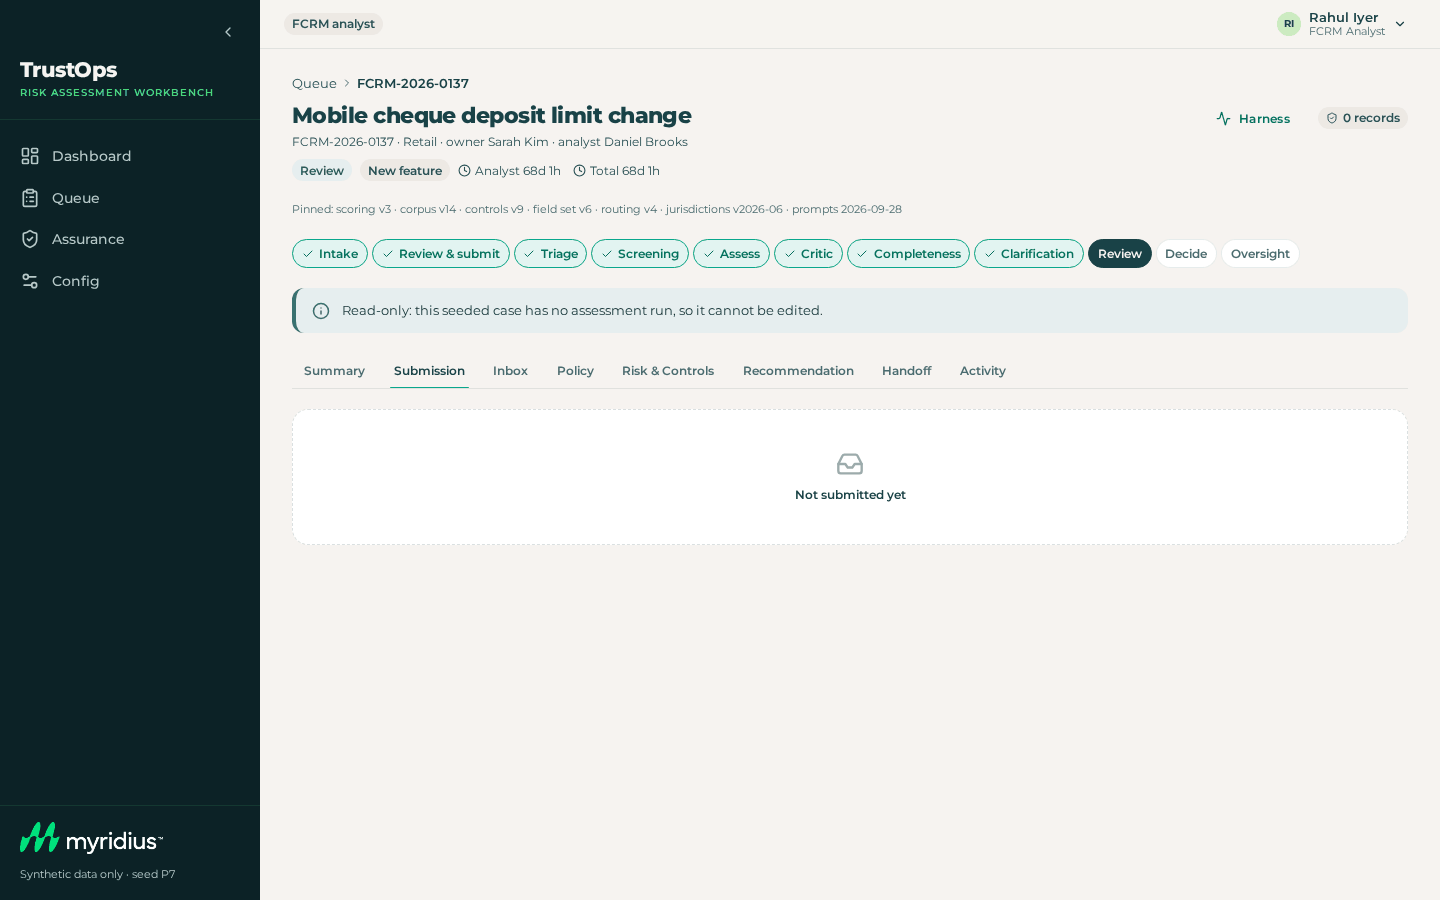 FCRM analyst
RI
Rahul Iyer
FCRM Analyst
TrustOps
RISK ASSESSMENT WORKBENCH
Dashboard
Queue
Assurance
Config
myridius™
Synthetic data only · seed P7
Queue > FCRM-2026-0137
Mobile cheque deposit limit change
Harness
0 records
FCRM-2026-0137 · Retail · owner Sarah Kim · analyst Daniel Brooks
Review New feature Analyst 68d 1h Total 68d 1h
Pinned: scoring v3 · corpus v14 · controls v9 · field set v6 · routing v4 · jurisdictions v2026-06 · prompts 2026-09-28
Intake Review & submit Triage Screening Assess Critic Completeness Clarification Review Decide Oversight
Read-only: this seeded case has no assessment run, so it cannot be edited.
Summary Submission Inbox Policy Risk & Controls Recommendation Handoff Activity
Not submitted yet